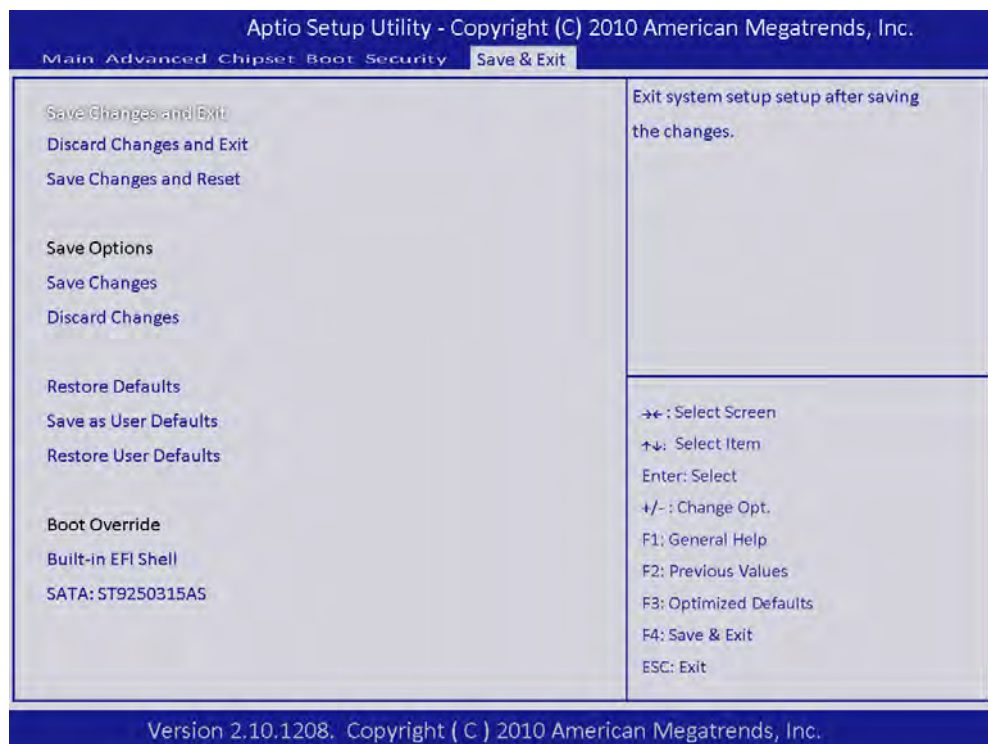 Aptio Setup Utility - Copyright (C) 2010 American Megatrends, Inc.
Main Advanced Chipset Boot Security Save & Exit
Save Changes and Exit
Discard Changes and Exit
Save Changes and Reset
Save Options
Save Changes
Discard Changes
Restore Defaults
Save as User Defaults
Restore User Defaults
Boot Override
Built-in EFI Shell
SATA: ST9250315AS
Exit system setup setup after saving
the changes.
→←: Select Screen
↑↓: Select Item
Enter: Select
+/- : Change Opt.
F1: General Help
F2: Previous Values
F3: Optimized Defaults
F4: Save & Exit
ESC: Exit
Version 2.10.1208. Copyright ( C ) 2010 American Megatrends, Inc.